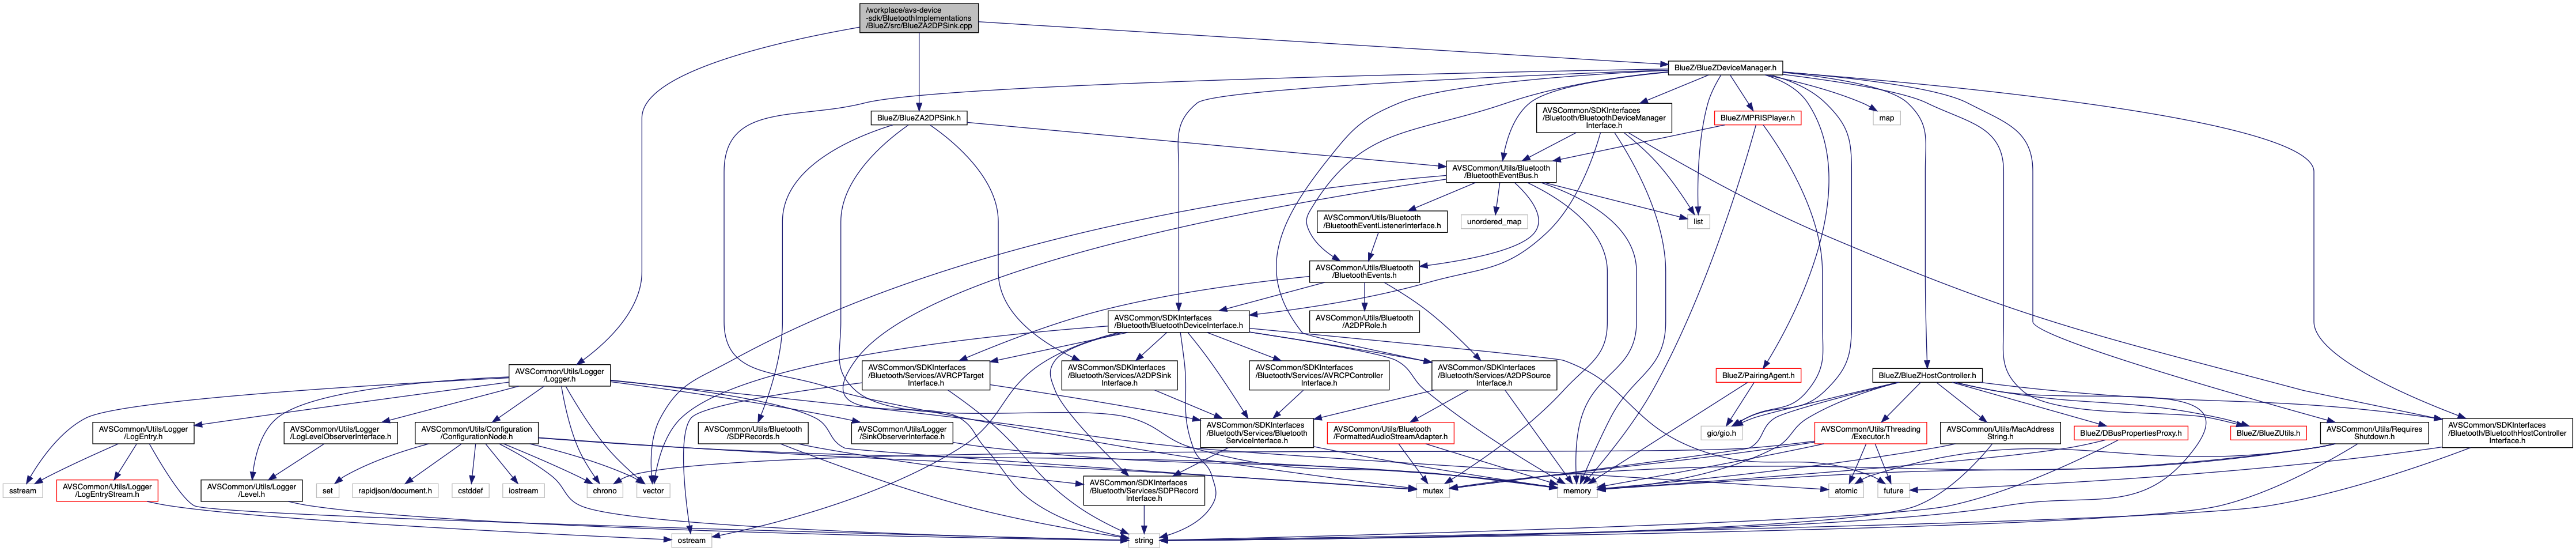 /workplace/avs-device
-sdk/BluetoothImplementations
/BlueZ/src/BlueZA2DPSink.cpp
BlueZ/BlueZDeviceManager.h
BlueZ/BlueZA2DPSink.h
AVSCommon/SDKInterfaces
/Bluetooth/BluetoothDeviceManager
Interface.h
BlueZ/MPRISPlayer.h
map
AVSCommon/Utils/Bluetooth
/BluetoothEventBus.h
AVSCommon/Utils/Bluetooth
/BluetoothEventListenerInterface.h
unordered_map
list
AVSCommon/Utils/Bluetooth
/BluetoothEvents.h
AVSCommon/SDKInterfaces
/Bluetooth/BluetoothDeviceInterface.h
AVSCommon/Utils/Bluetooth
/A2DPRole.h
AVSCommon/Utils/Logger
/Logger.h
AVSCommon/SDKInterfaces
/Bluetooth/Services/AVRCPTarget
Interface.h
AVSCommon/SDKInterfaces
/Bluetooth/Services/A2DPSink
Interface.h
AVSCommon/SDKInterfaces
/Bluetooth/Services/AVRCPController
Interface.h
AVSCommon/SDKInterfaces
/Bluetooth/Services/A2DPSource
Interface.h
BlueZ/PairingAgent.h
BlueZ/BlueZHostController.h
AVSCommon/Utils/Logger
/LogEntry.h
AVSCommon/Utils/Logger
/LogLevelObserverInterface.h
AVSCommon/Utils/Configuration
/ConfigurationNode.h
AVSCommon/Utils/Bluetooth
/SDPRecords.h
AVSCommon/Utils/Logger
/SinkObserverInterface.h
AVSCommon/SDKInterfaces
/Bluetooth/Services/Bluetooth
ServiceInterface.h
AVSCommon/Utils/Bluetooth
/FormattedAudioStreamAdapter.h
gio/gio.h
AVSCommon/Utils/Threading
/Executor.h
AVSCommon/Utils/MacAddress
String.h
BlueZ/DBusPropertiesProxy.h
BlueZ/BlueZUtils.h
AVSCommon/Utils/Requires
Shutdown.h
AVSCommon/SDKInterfaces
/Bluetooth/BluetoothHostController
Interface.h
sstream
AVSCommon/Utils/Logger
/LogEntryStream.h
AVSCommon/Utils/Logger
/Level.h
set
rapidjson/document.h
cstddef
iostream
chrono
vector
mutex
AVSCommon/SDKInterfaces
/Bluetooth/Services/SDPRecord
Interface.h
memory
atomic
future
ostream
string